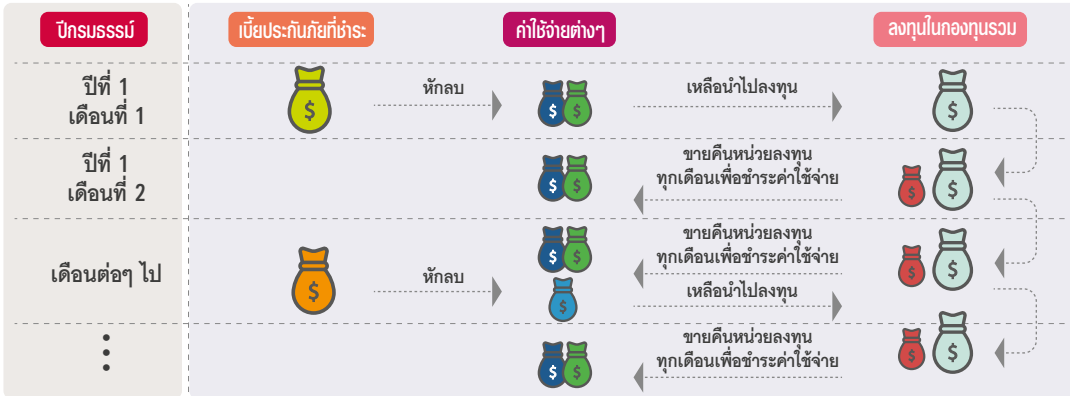 ปีกรมธรรม์
เบี้ยประกันภัยที่ชำระ
ค่าใช้จ่ายต่างๆ
ลงทุนในกองทุนรวม
ปีที่ 1
เดือนที่ 1
$
หักลบ
$ $
เหลือนำไปลงทุน
$
ปีที่ 1
เดือนที่ 2
$ $
ขายคืนหน่วยลงทุน
ทุกเดือนเพื่อชำระค่าใช้จ่าย
$ $
เดือนต่อๆ ไป
$
หักลบ
$ $
$
ขายคืนหน่วยลงทุน
ทุกเดือนเพื่อชำระค่าใช้จ่าย
เหลือนำไปลงทุน
$ $
$ $
ขายคืนหน่วยลงทุน
ทุกเดือนเพื่อชำระค่าใช้จ่าย
$ $